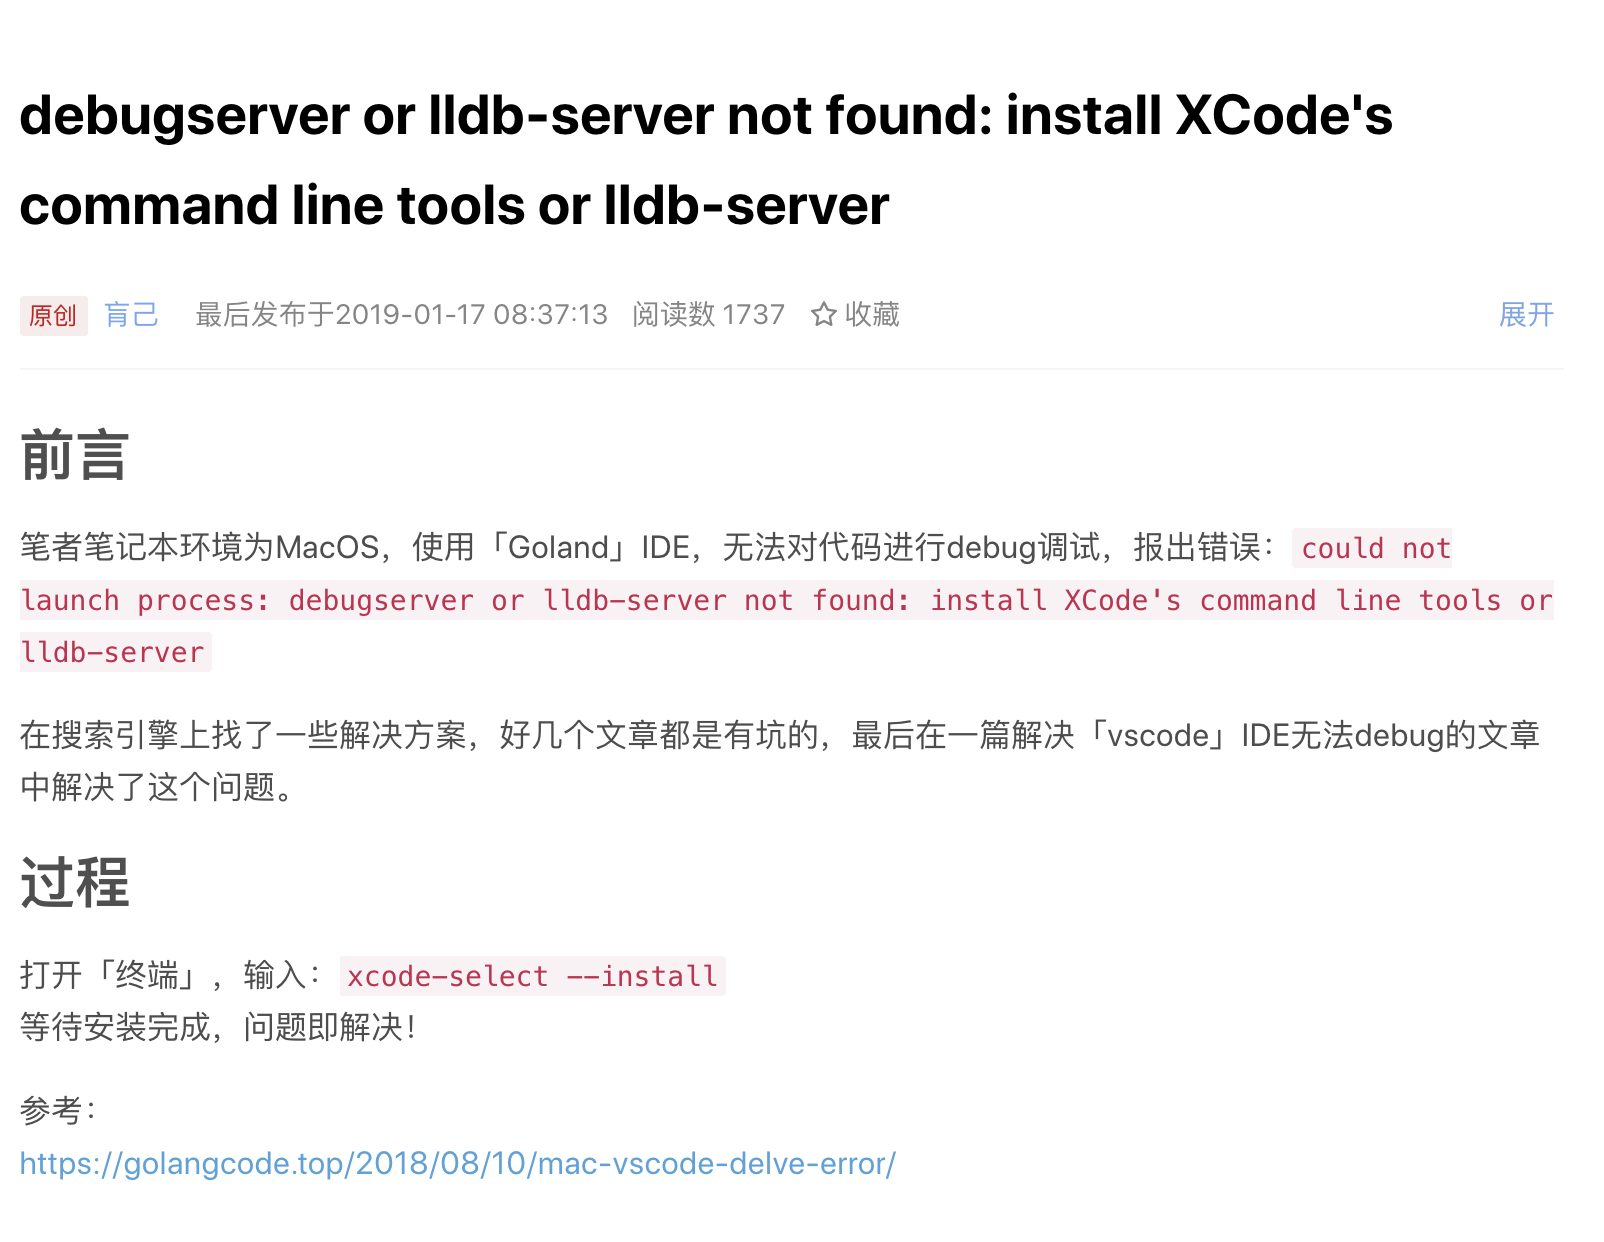 debugserver or lldb-server not found: install XCode's
command line tools or lldb-server
原创 肓己 最后发布于2019-01-17 08:37:13 阅读数 1737 ☆ 收藏 展开
前言
笔者笔记本环境为MacOS，使用「Goland」IDE，无法对代码进行debug调试，报出错误：could not
launch process: debugserver or lldb-server not found: install XCode's command line tools or
lldb-server
在搜索引擎上找了一些解决方案，好几个文章都是有坑的，最后在一篇解决「vscode」IDE无法debug的文章
中解决了这个问题。
过程
打开「终端」，输入：xcode-select --install
等待安装完成，问题即解决！
参考：
https://golangcode.top/2018/08/10/mac-vscode-delve-error/